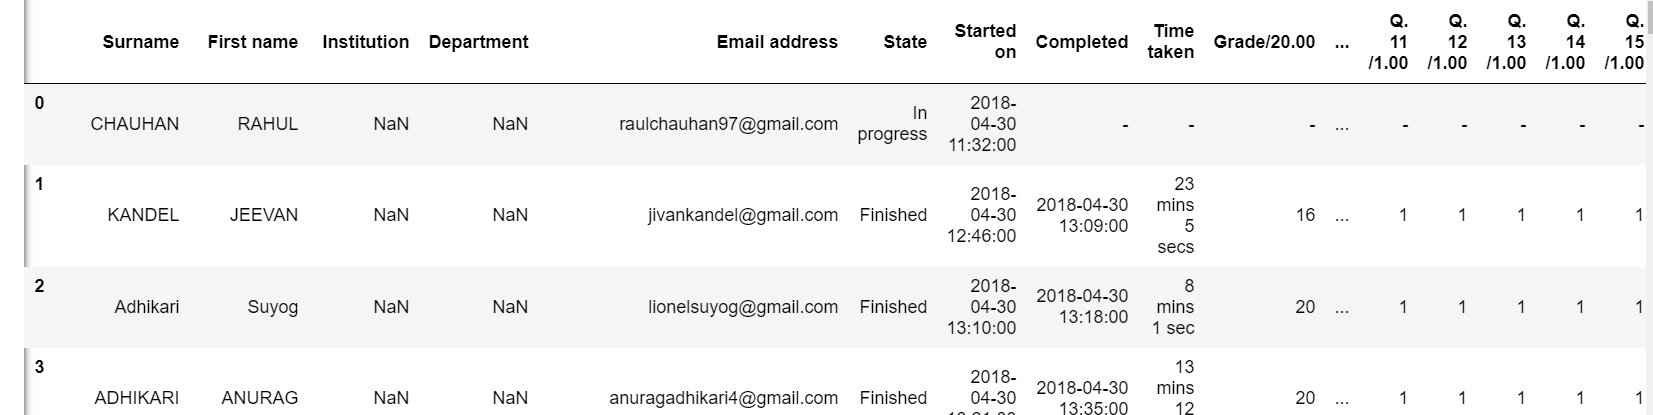 Surname First name Institution Department Email address State Started on Completed Time taken Grade/20.00 ... Q. 11 /1.00 Q. 12 /1.00 Q. 13 /1.00 Q. 14 /1.00 Q. 15 /1.00
0 CHAUHAN RAHUL NaN NaN raulchauhan97@gmail.com In progress 2018-04-30 11:32:00 - - - ... - - - - -
1 KANDEL JEEVAN NaN NaN jivankandel@gmail.com Finished 2018-04-30 12:46:00 2018-04-30 13:09:00 23 mins 5 secs 16 ... 1 1 1 1 1
2 Adhikari Suyog NaN NaN lionelsuyog@gmail.com Finished 2018-04-30 13:10:00 2018-04-30 13:18:00 8 mins 1 sec 20 ... 1 1 1 1 1
3 ADHIKARI ANURAG NaN NaN anuragadhikari4@gmail.com Finished 2018-04-30 2018-04-30 13:35:00 13 mins 12 20 ... 1 1 1 1 1